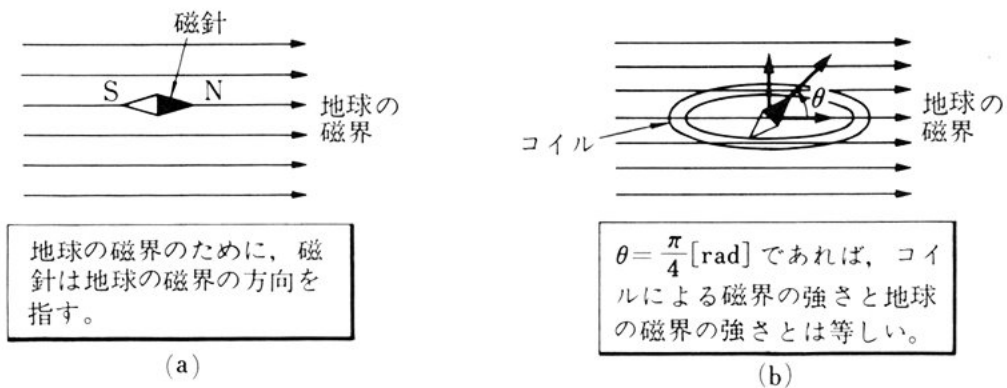 磁針
S
N
地球の
磁界
地球の磁界のために，磁
針は地球の磁界の方向を
指す。
(a)
θ
地球の
磁界
コイル
θ＝π/4[rad]であれば，コイ
ルによる磁界の強さと地球
の磁界の強さとは等しい。
(b)